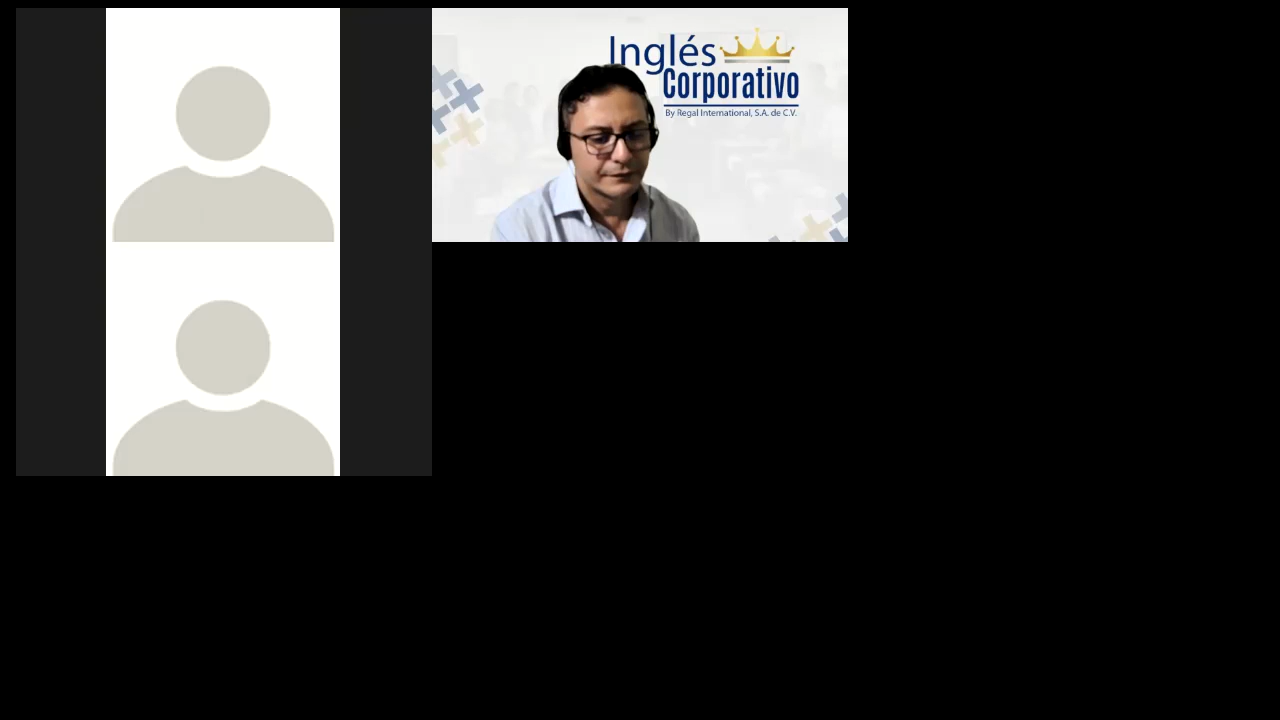 Inglés
Corporativo
By Regal International, S.A. de C.V.